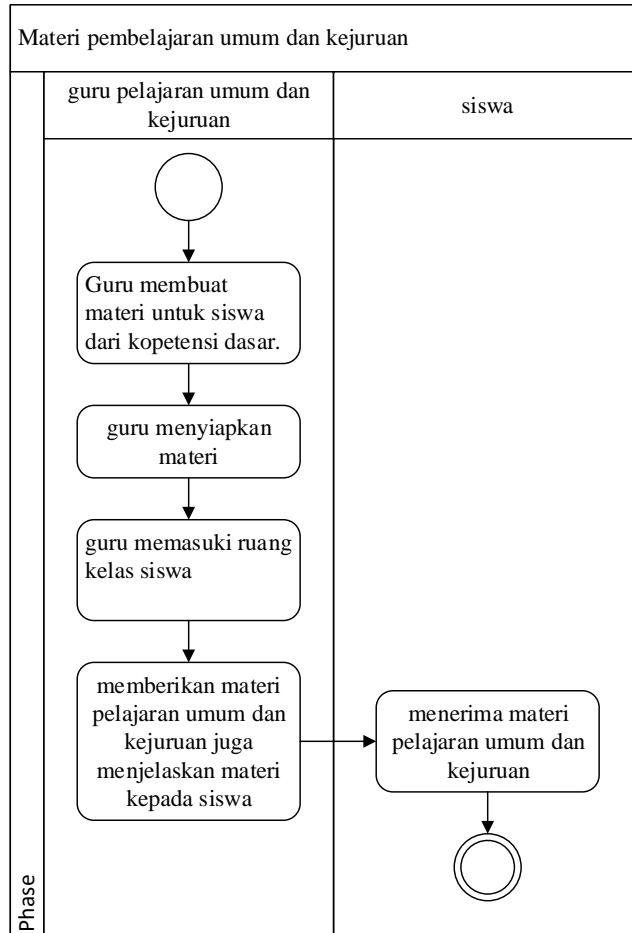 Materi pembelajaran umum dan kejuruan
guru pelajaran umum dan
kejuruan
siswa
Guru membuat
materi untuk siswa
dari kopetensi dasar.
guru menyiapkan
materi
guru memasuki ruang
kelas siswa
memberikan materi
pelajaran umum dan
kejuruan juga
menjelaskan materi
kepada siswa
menerima materi
pelajaran umum dan
kejuruan
Phase